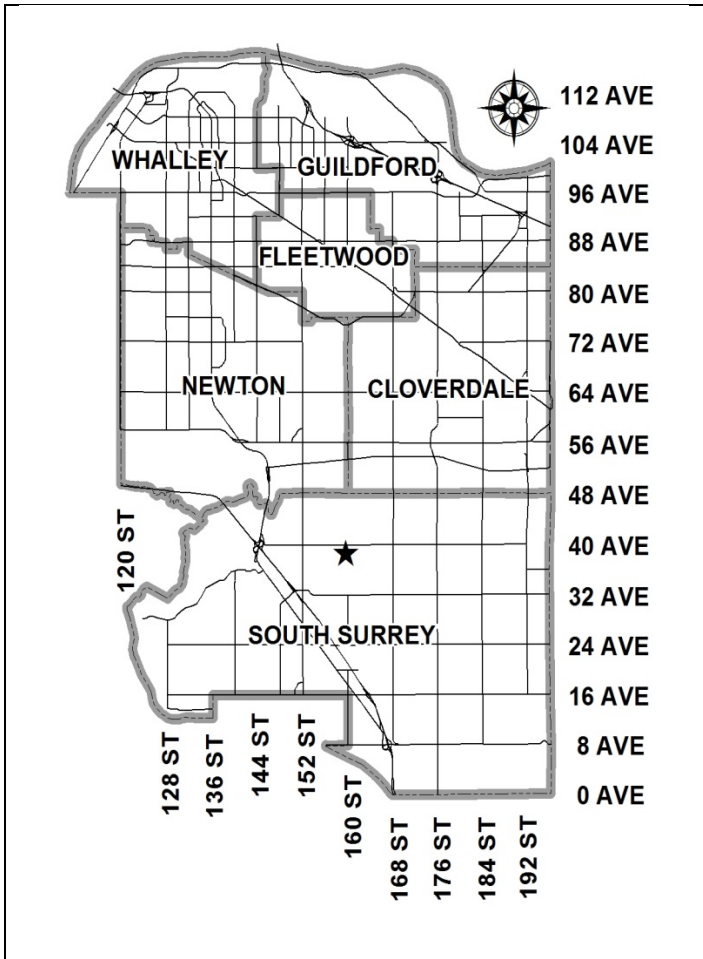 112 AVE
104 AVE
WHALLEY
GUILDFORD
96 AVE
88 AVE
FLEETWOOD
80 AVE
72 AVE
NEWTON
CLOVERDALE
64 AVE
56 AVE
48 AVE
120 ST
40 AVE
32 AVE
SOUTH SURREY
24 AVE
16 AVE
128 ST
136 ST
144 ST
152 ST
8 AVE
160 ST
0 AVE
168 ST
176 ST
184 ST
192 ST